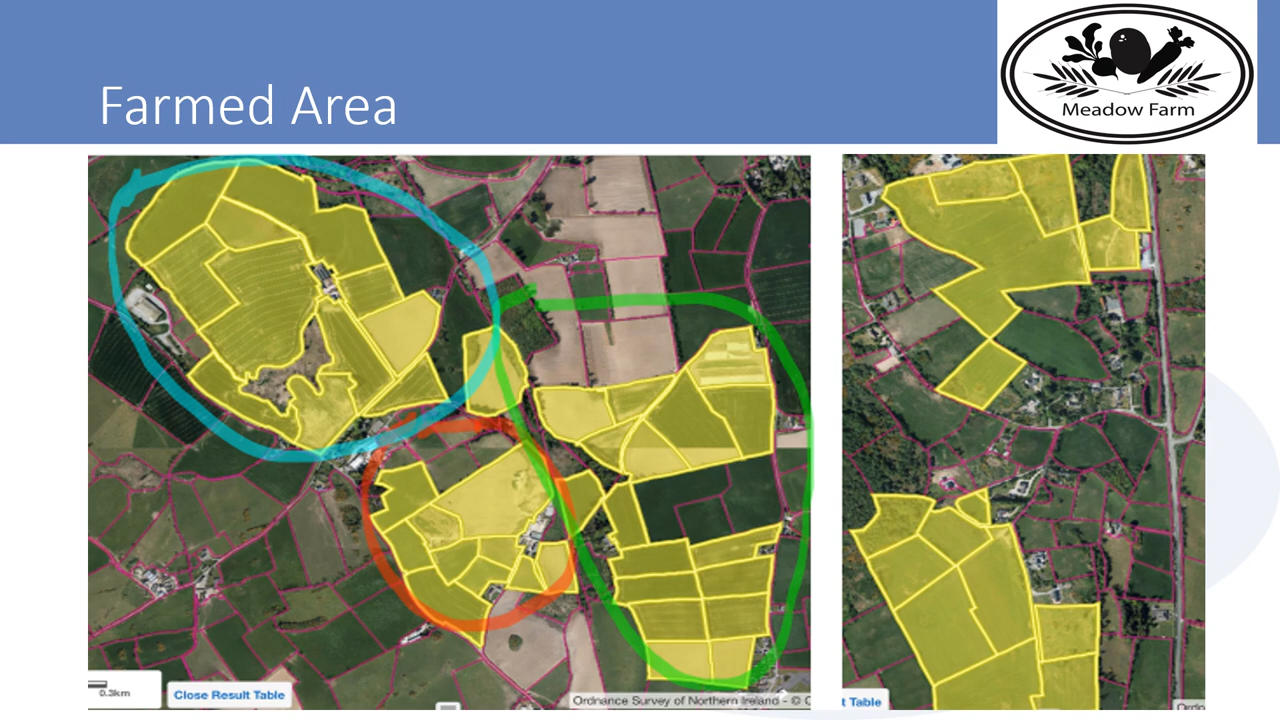 Farmed Area
Meadow Farm
0.3km
Close Result Table
Ordnance Survey of Northern Ireland - ©
t Table